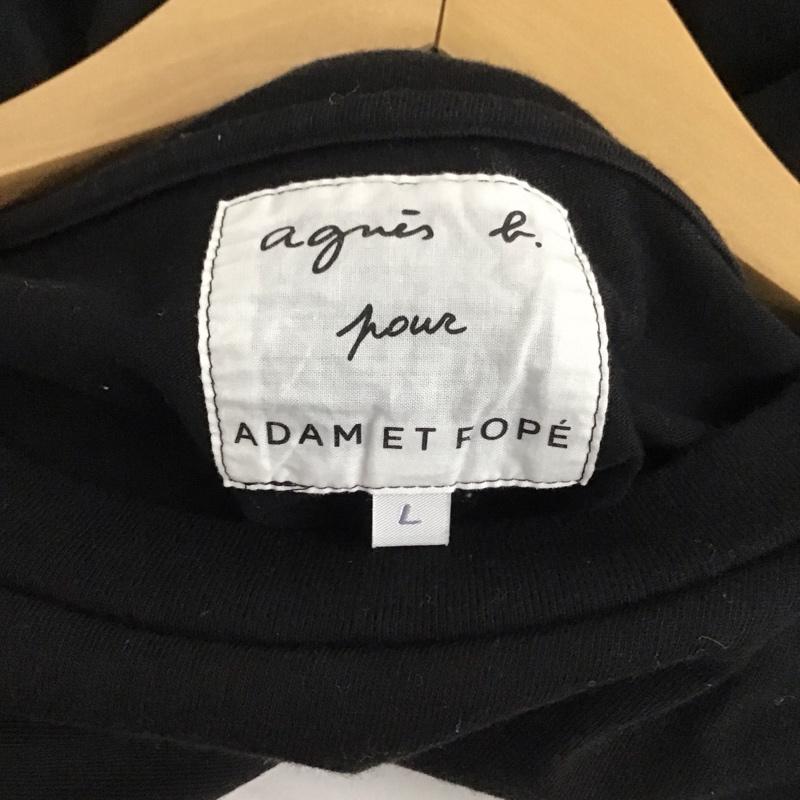 agnès b.
pour
ADAM ET ROPÉ
L